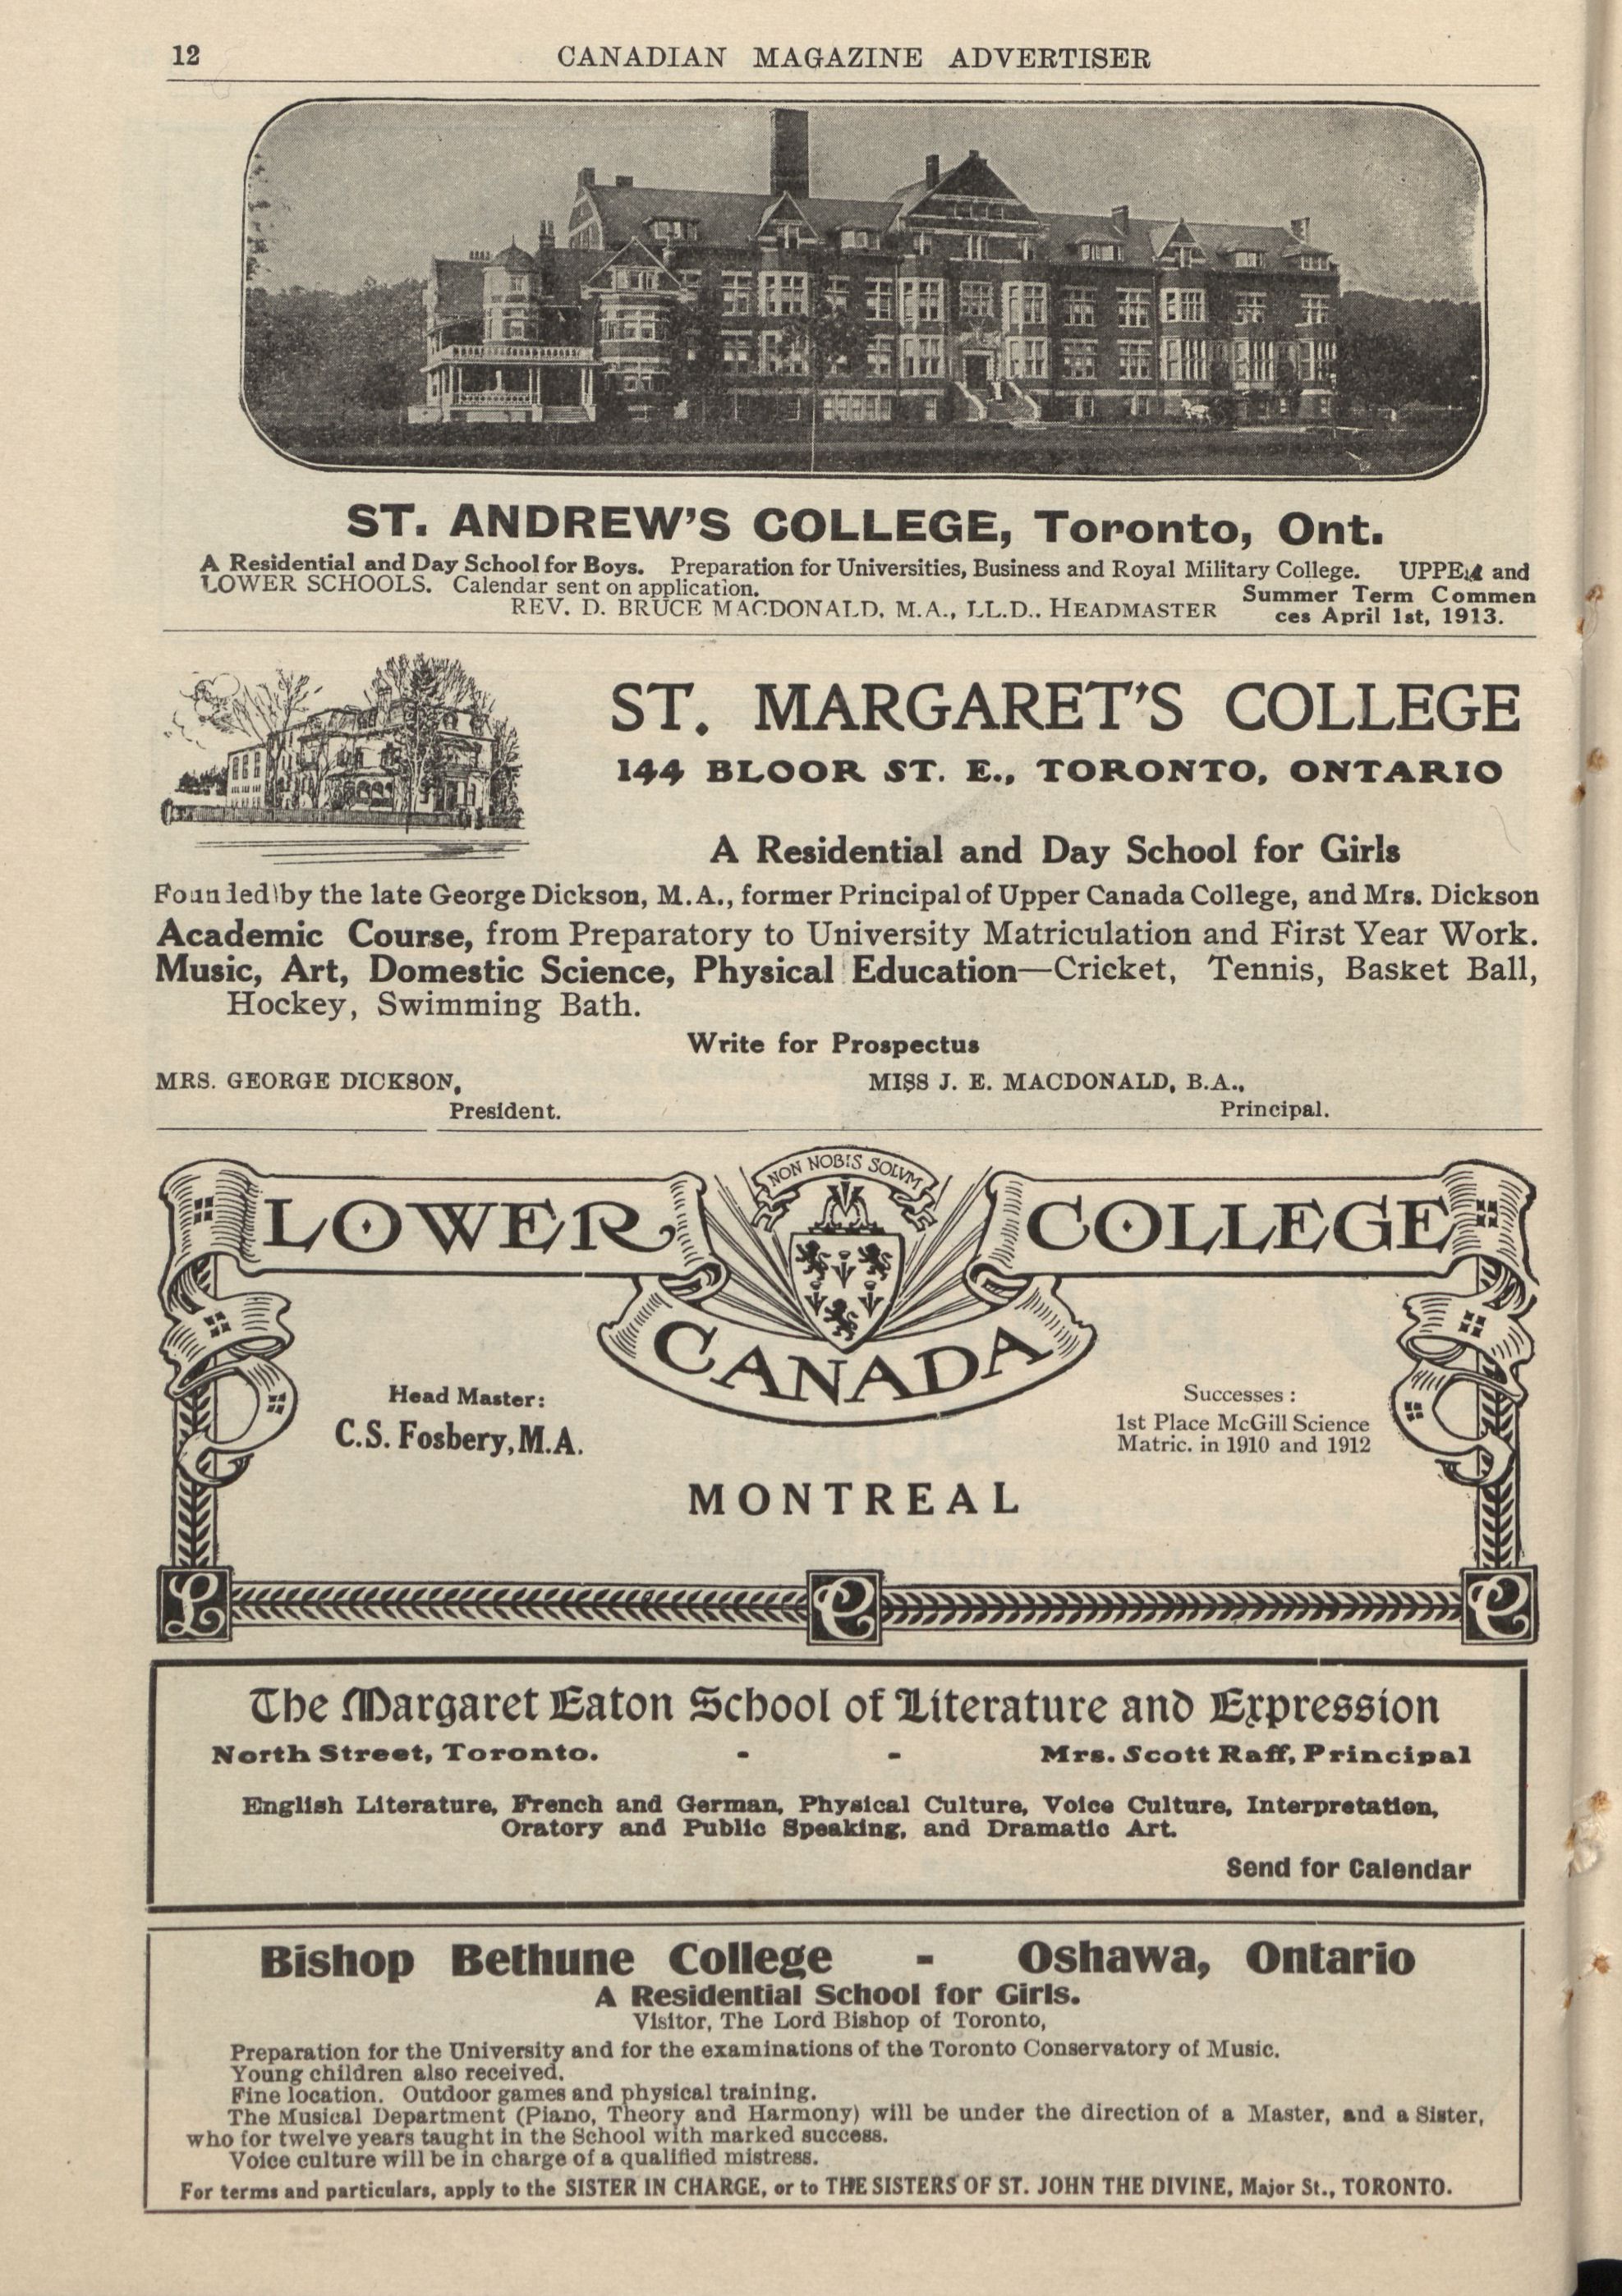 12
CANADIAN MAGAZINE ADVERTISER
ST. ANDREW'S COLLEGE, Toronto, Ont.
A Residential and Day School for Boys. Preparation for Universities, Business and Royal Military College. UPPER and
LOWER SCHOOLS. Calendar sent on application.
REV. D. BRUCE MACDONALD, M.A., LL.D., HEADMASTER
Summer Term Commen
ces April 1st, 1913.
ST. MARGARET'S COLLEGE
144 BLOOR ST. E., TORONTO, ONTARIO
A Residential and Day School for Girls
Founded by the late George Dickson, M.A., former Principal of Upper Canada College, and Mrs. Dickson
Academic Course, from Preparatory to University Matriculation and First Year Work.
Music, Art, Domestic Science, Physical Education—Cricket, Tennis, Basket Ball,
Hockey, Swimming Bath.
Write for Prospectus
MRS. GEORGE DICKSON,
President.
MISS J. E. MACDONALD, B.A.,
Principal.
NON NOBIS SOLVM
LOWER
CANADA
COLLEGE
Head Master:
C.S. Fosbery, M.A.
Successes:
1st Place McGill Science
Matric. in 1910 and 1912
MONTREAL
L C C
The Margaret Eaton School of Literature and Expression
North Street, Toronto. - - Mrs. Scott Raff, Principal
English Literature, French and German, Physical Culture, Voice Culture, Interpretation,
Oratory and Public Speaking, and Dramatic Art.
Send for Calendar
Bishop Bethune College - Oshawa, Ontario
A Residential School for Girls.
Visitor, The Lord Bishop of Toronto,
Preparation for the University and for the examinations of the Toronto Conservatory of Music.
Young children also received.
Fine location. Outdoor games and physical training.
The Musical Department (Piano, Theory and Harmony) will be under the direction of a Master, and a Sister,
who for twelve years taught in the School with marked success.
Voice culture will be in charge of a qualified mistress.
For terms and particulars, apply to the SISTER IN CHARGE, or to THE SISTERS OF ST. JOHN THE DIVINE, Major St., TORONTO.